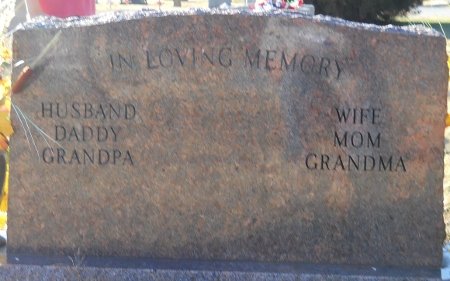 IN LOVING MEMORY
HUSBAND
DADDY
GRANDPA
WIFE
MOM
GRANDMA